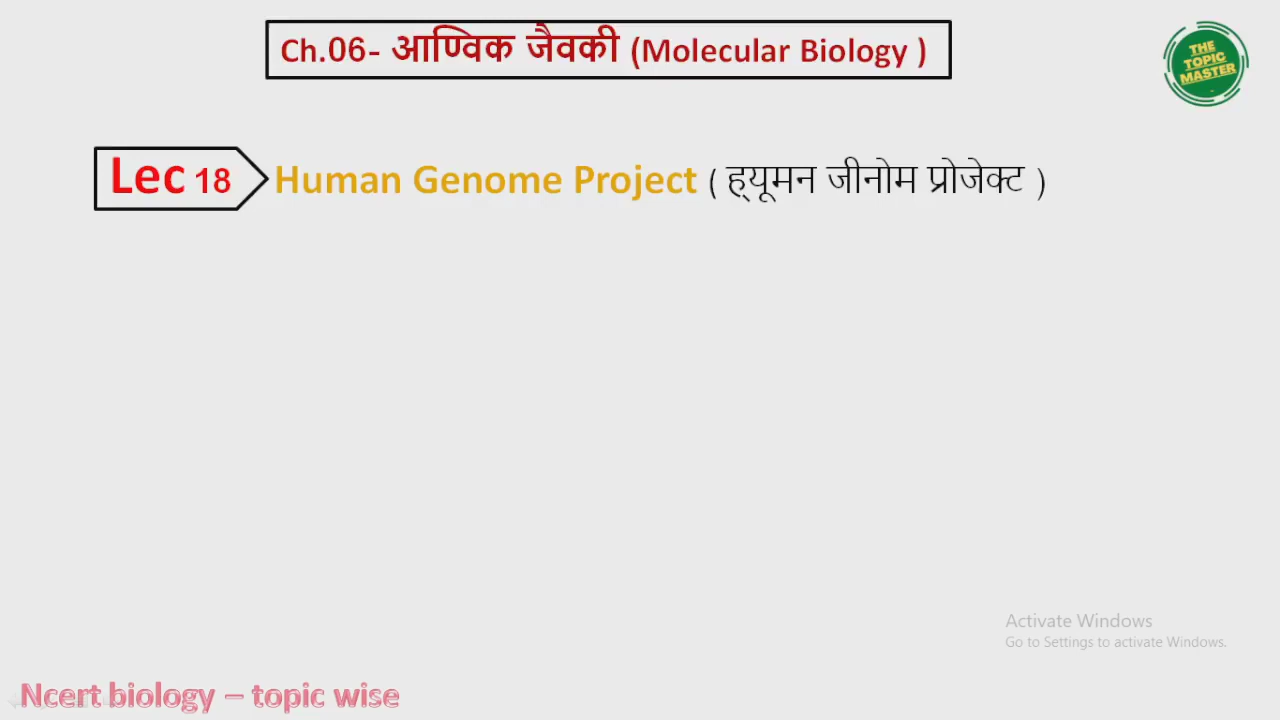 Ch.06- आण्विक जैवकी (Molecular Biology )
THE
TOPIC
MASTER
Lec 18 Human Genome Project ( ह्यूमन जीनोम प्रोजेक्ट )
Activate Windows
Go to Settings to activate Windows.
Ncert biology – topic wise